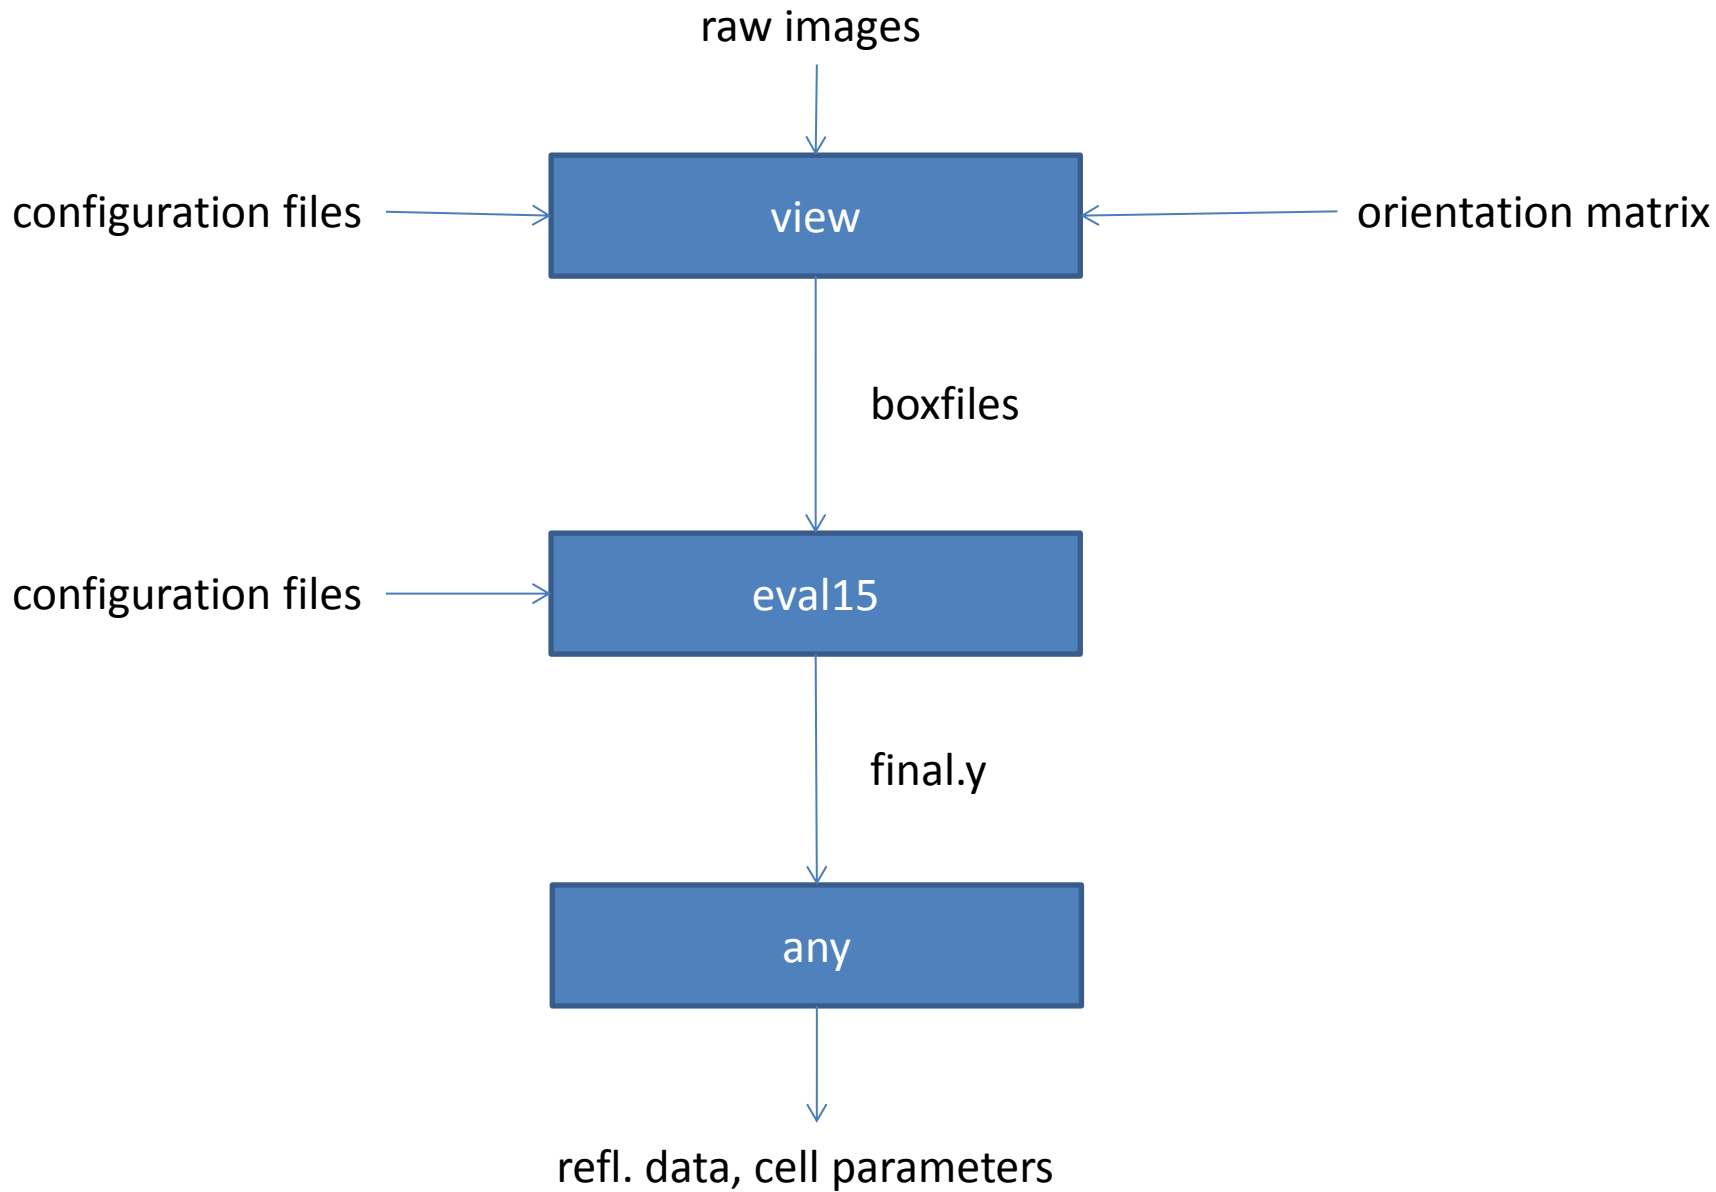 raw images
configuration files
view
orientation matrix
boxfiles
configuration files
eval15
final.y
any
refl. data, cell parameters